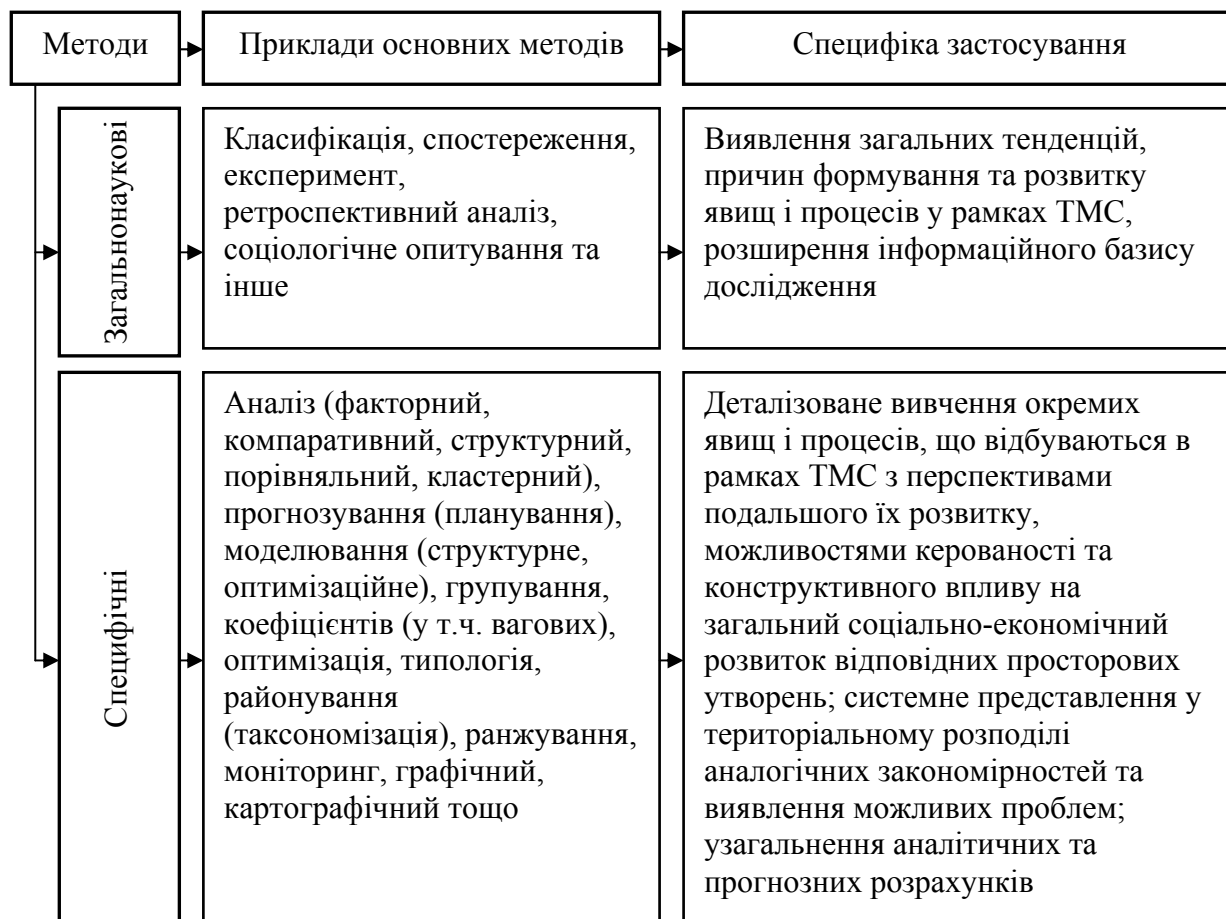 Методи
Приклади основних методів
Специфіка застосування
Загальнонаукові
Класифікація, спостереження,
експеримент,
ретроспективний аналіз,
соціологічне опитування та
інше
Виявлення загальних тенденцій,
причин формування та розвитку
явищ і процесів у рамках ТМС,
розширення інформаційного базису
дослідження
Специфічні
Аналіз (факторний,
компаративний, структурний,
порівняльний, кластерний),
прогнозування (планування),
моделювання (структурне,
оптимізаційне), групування,
коефіцієнтів (у т.ч. вагових),
оптимізація, типологія,
районування
(таксономізація), ранжування,
моніторинг, графічний,
картографічний тощо
Деталізоване вивчення окремих
явищ і процесів, що відбуваються в
рамках ТМС з перспективами
подальшого їх розвитку,
можливостями керованості та
конструктивного впливу на
загальний соціально-економічний
розвиток відповідних просторових
утворень; системне представлення у
територіальному розподілі
аналогічних закономірностей та
виявлення можливих проблем;
узагальнення аналітичних та
прогнозних розрахунків